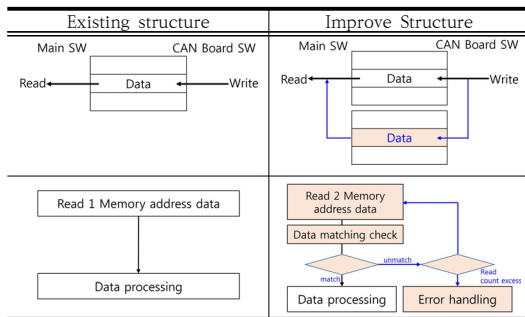 Existing structure
Improve Structure
Main SW
CAN Board SW
Read
Data
Write
Main SW
CAN Board SW
Read
Data
Write
Data
Read 1 Memory address data
Data processing
Read 2 Memory
address data
Data matching check
unmatch
match
Read
count excess
Data processing
Error handling